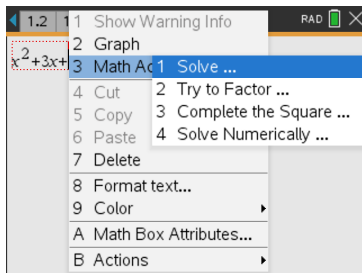 1.2 1 RAD
1 Show Warning Info
2 Graph
x²+3x+ 3 Math Ac 1 Solve ...
2 Try to Factor ...
4 Cut 3 Complete the Square ...
5 Copy 4 Solve Numerically ...
6 Paste
7 Delete
8 Format text...
9 Color
A Math Box Attributes...
B Actions